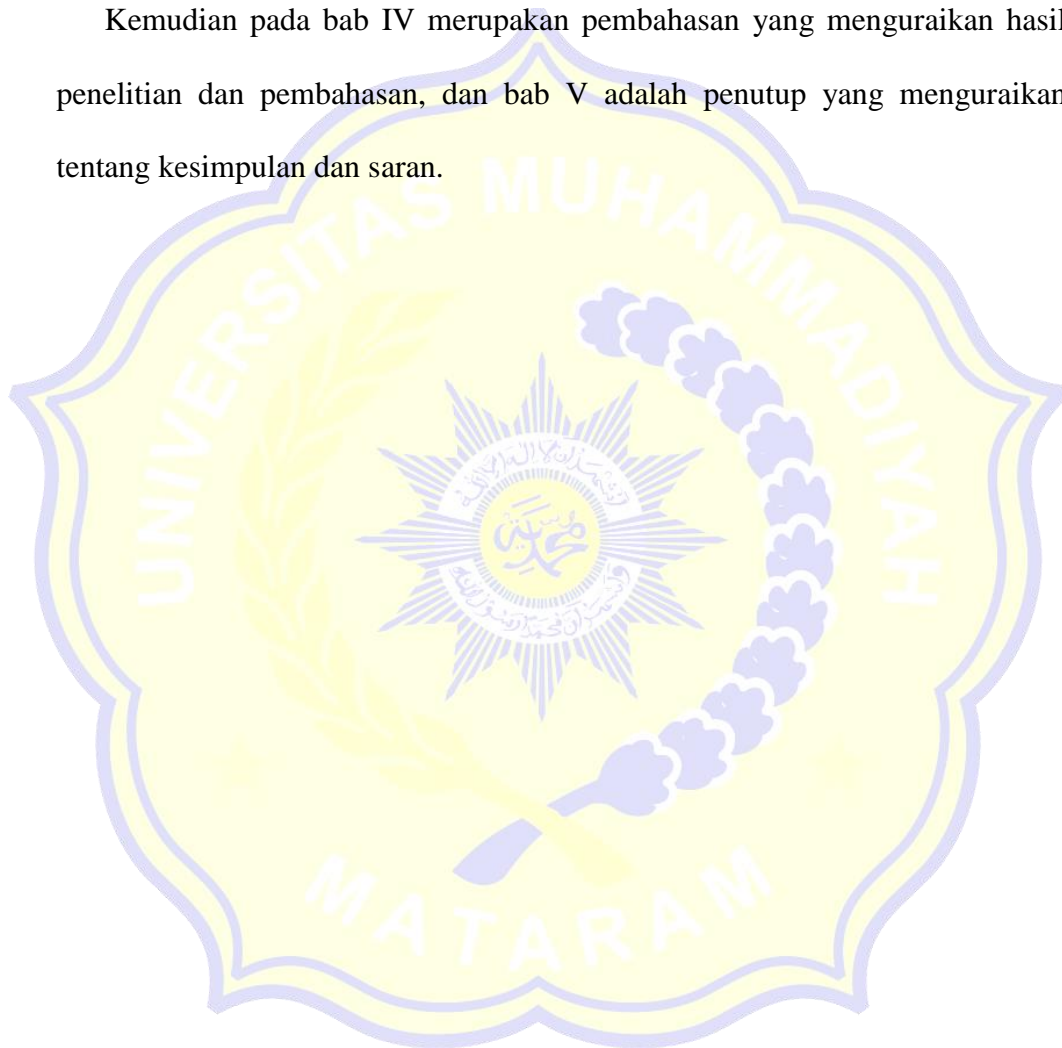 Kemudian pada bab IV merupakan pembahasan yang menguraikan hasil
penelitian dan pembahasan, dan bab V adalah penutup yang menguraikan
tentang kesimpulan dan saran.
UNIVERSITAS MUHAMMADIYAH
MATARAM